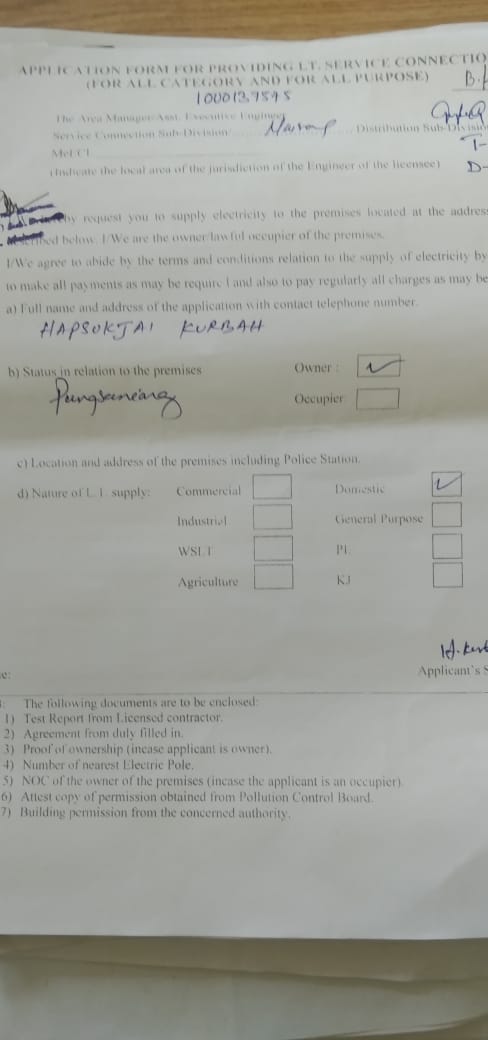 APPLICATION FORM FOR PROVIDING L.T. SERVICE CONNECTIO
(FOR ALL CATEGORY AND FOR ALL PURPOSE)
1000137595
The Area Manager/Asst. Executive Engineer
Service Connection Sub-Division Distribution Sub-Division
MeECL
(Indicate the local area of the jurisdiction of the Engineer of the licensee)
by request you to supply electricity to the premises located at the address
described below. I/We are the owner/lawful occupier of the premises.
I/We agree to abide by the terms and conditions relation to the supply of electricity by
to make all payments as may be required and also to pay regularly all charges as may be
a) Full name and address of the application with contact telephone number.
HAPSOKJAI KURBAH
b) Status in relation to the premises Owner :
Occupier
c) Location and address of the premises including Police Station.
d) Nature of L.T. supply: Commercial Domestic
Industrial General Purpose
WSLT PL
Agriculture KJ
Applicant's S
e:
The following documents are to be enclosed:
1) Test Report from Licensed contractor.
2) Agreement from duly filled in.
3) Proof of ownership (incase applicant is owner).
4) Number of nearest Electric Pole.
5) NOC of the owner of the premises (incase the applicant is an occupier).
6) Attest copy of permission obtained from Pollution Control Board.
7) Building permission from the concerned authority.